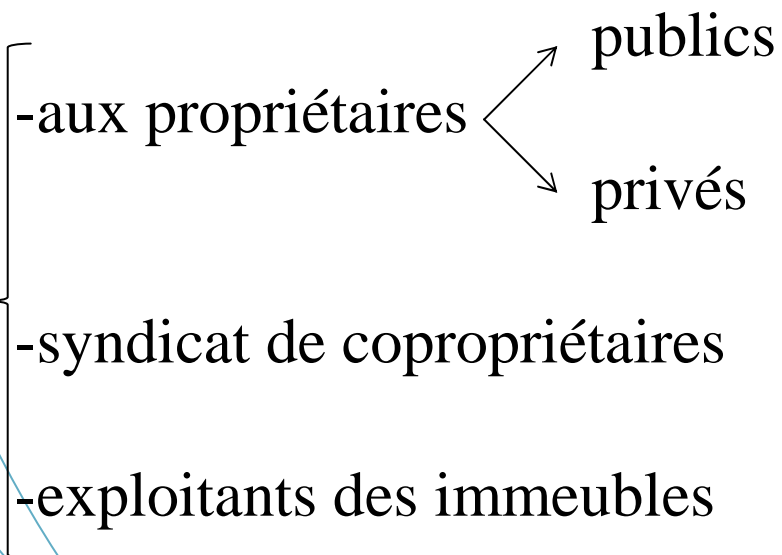 publics
-aux propriétaires
privés
-syndicat de copropriétaires
-exploitants des immeubles